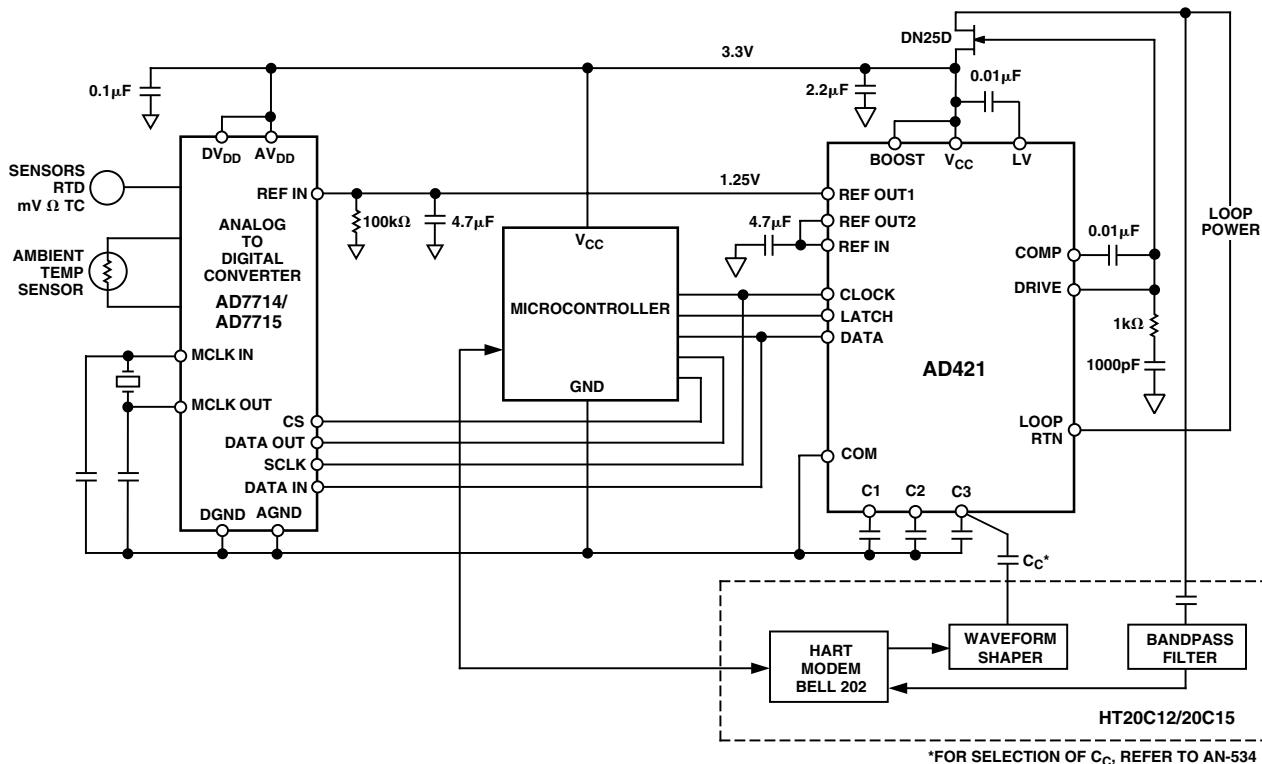 DN25D
3.3V
0.1µF
2.2µF
0.01µF
DVDD
AVDD
BOOST
VCC
LV
SENSORS
RTD
mV Ω TC
REF IN
1.25V
REF OUT1
100kΩ
4.7µF
4.7µF
REF OUT2
REF IN
LOOP
POWER
ANALOG
TO
DIGITAL
CONVERTER
AD7714/
AD7715
AMBIENT
TEMP
SENSOR
VCC
MICROCONTROLLER
GND
0.01µF
COMP
DRIVE
CLOCK
LATCH
DATA
1kΩ
1000pF
AD421
MCLK IN
MCLK OUT
CS
DATA OUT
SCLK
DATA IN
LOOP
RTN
COM
C1
C2
C3
DGND
AGND
CC*
HART
MODEM
BELL 202
WAVEFORM
SHAPER
BANDPASS
FILTER
HT20C12/20C15
*FOR SELECTION OF CC, REFER TO AN-534